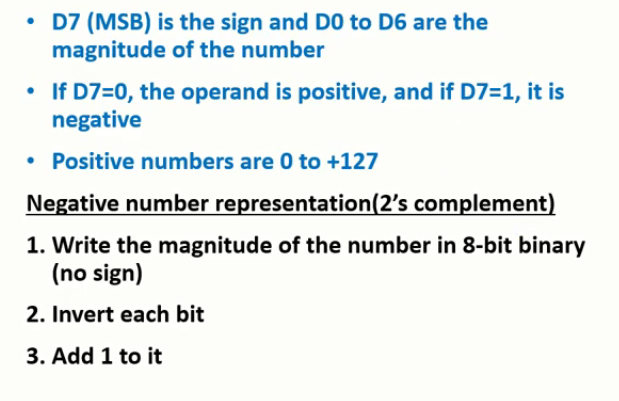 • D7 (MSB) is the sign and D0 to D6 are the
magnitude of the number
• If D7=0, the operand is positive, and if D7=1, it is
negative
• Positive numbers are 0 to +127
Negative number representation(2’s complement)
1. Write the magnitude of the number in 8-bit binary
(no sign)
2. Invert each bit
3. Add 1 to it